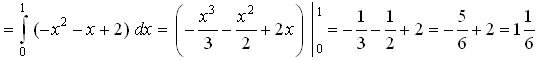 = ∫₀¹ (-x² - x + 2) dx = (-x³/3 - x²/2 + 2x) |₀¹ = -1/3 - 1/2 + 2 = -5/6 + 2 = 1 1/6